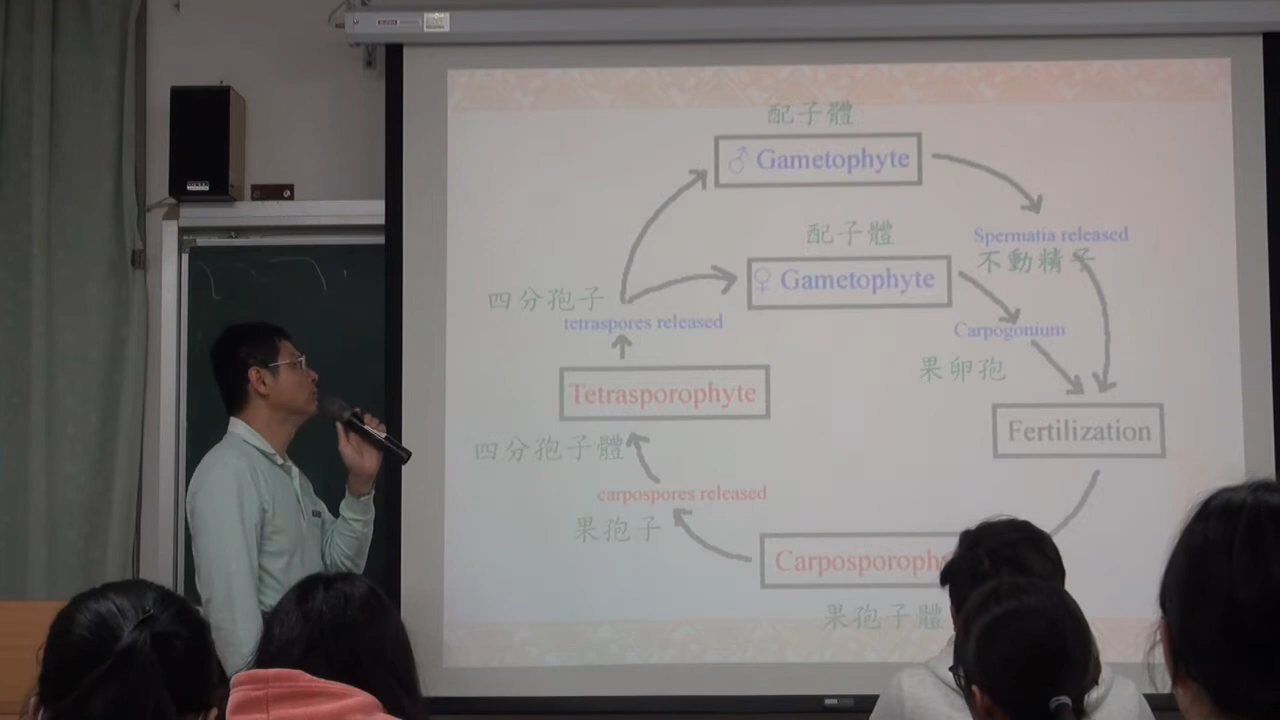 配子體
♂ Gametophyte
配子體
♀ Gametophyte
Spermatia released
不動精子
四分孢子
tetraspores released
Carpogonium
果卵孢
Tetrasporophyte
Fertilization
四分孢子體
carpospores released
果孢子
Carposporoph
果孢子體